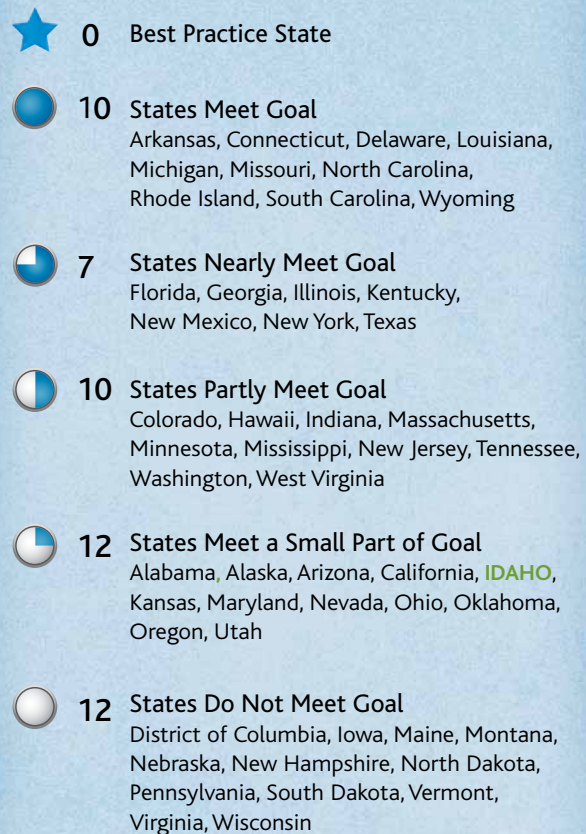 0 Best Practice State
10 States Meet Goal
Arkansas, Connecticut, Delaware, Louisiana,
Michigan, Missouri, North Carolina,
Rhode Island, South Carolina, Wyoming
7 States Nearly Meet Goal
Florida, Georgia, Illinois, Kentucky,
New Mexico, New York, Texas
10 States Partly Meet Goal
Colorado, Hawaii, Indiana, Massachusetts,
Minnesota, Mississippi, New Jersey, Tennessee,
Washington, West Virginia
12 States Meet a Small Part of Goal
Alabama, Alaska, Arizona, California, IDAHO,
Kansas, Maryland, Nevada, Ohio, Oklahoma,
Oregon, Utah
12 States Do Not Meet Goal
District of Columbia, Iowa, Maine, Montana,
Nebraska, New Hampshire, North Dakota,
Pennsylvania, South Dakota, Vermont,
Virginia, Wisconsin